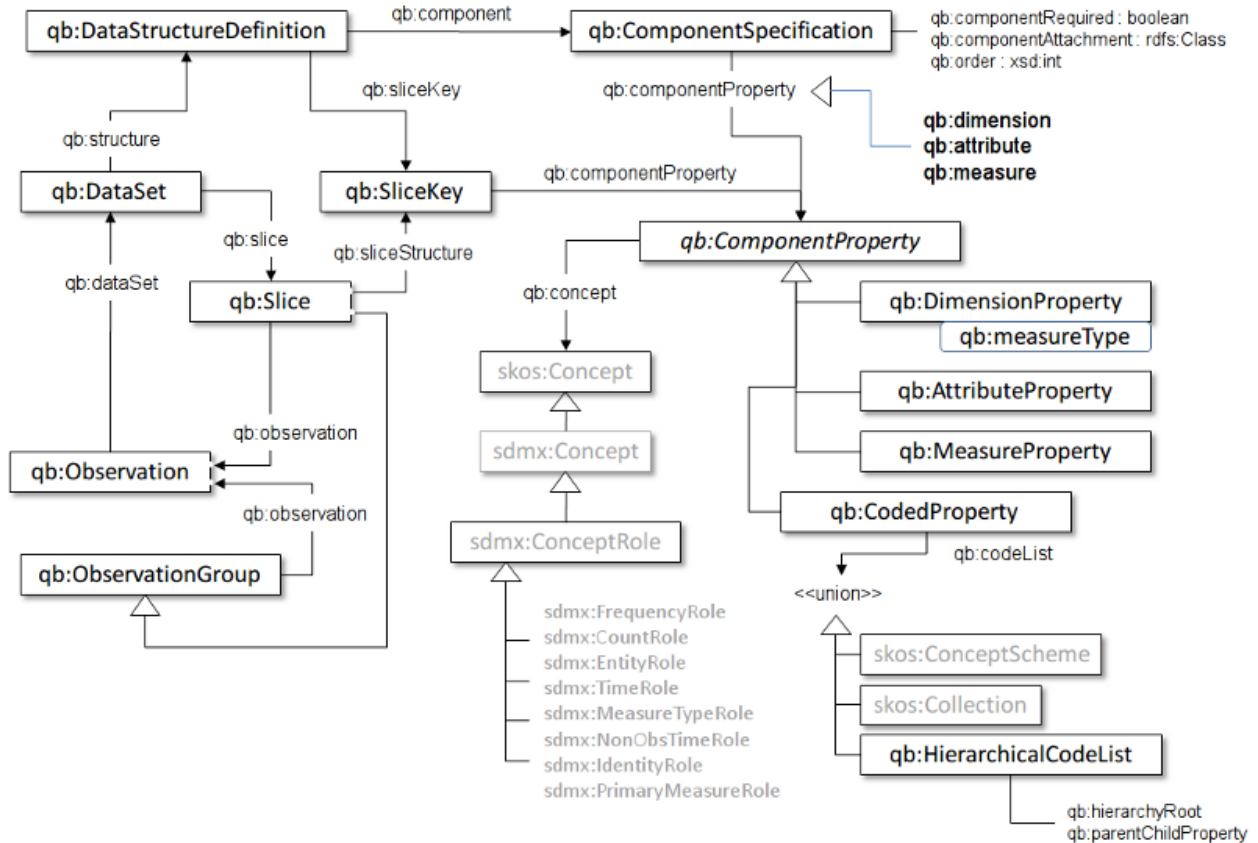 qb:component
qb:DataStructureDefinition
qb:ComponentSpecification
qb:componentRequired : boolean
qb:componentAttachment : rdfs:Class
qb:order : xsd:int
qb:sliceKey
qb:componentProperty
qb:dimension
qb:attribute
qb:measure
qb:structure
qb:DataSet
qb:SliceKey
qb:componentProperty
qb:slice
qb:sliceStructure
qb:ComponentProperty
qb:dataSet
qb:Slice
qb:concept
qb:DimensionProperty
qb:measureType
skos:Concept
qb:AttributeProperty
qb:observation
sdmx:Concept
qb:MeasureProperty
qb:Observation
qb:observation
qb:CodedProperty
sdmx:ConceptRole
qb:codeList
qb:ObservationGroup
<<union>>
sdmx:FrequencyRole
sdmx:CountRole
sdmx:EntityRole
sdmx:TimeRole
sdmx:MeasureTypeRole
sdmx:NonObsTimeRole
sdmx:IdentityRole
sdmx:PrimaryMeasureRole
skos:ConceptScheme
skos:Collection
qb:HierarchicalCodeList
qb:hierarchyRoot
qb:parentChildProperty